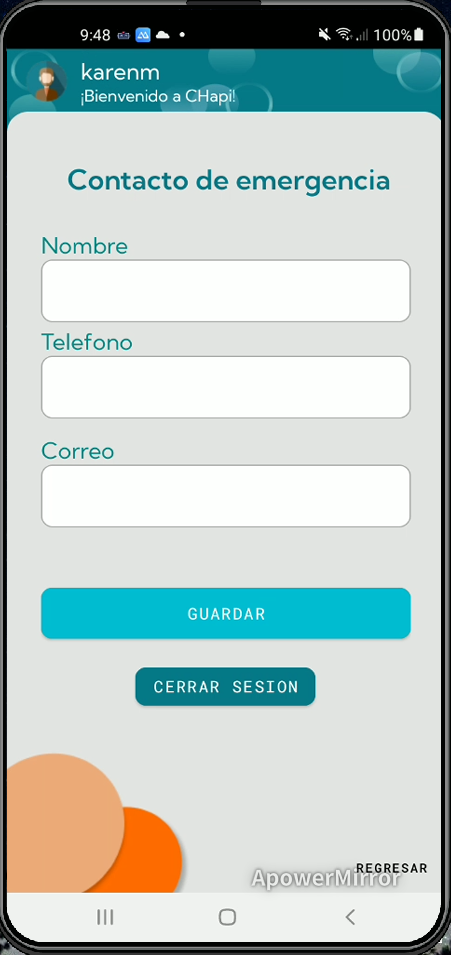 9:48 100%
karenm
¡Bienvenido a CHapi!
Contacto de emergencia
Nombre
Telefono
Correo
GUARDAR
CERRAR SESION
REGRESAR
ApowerMirror